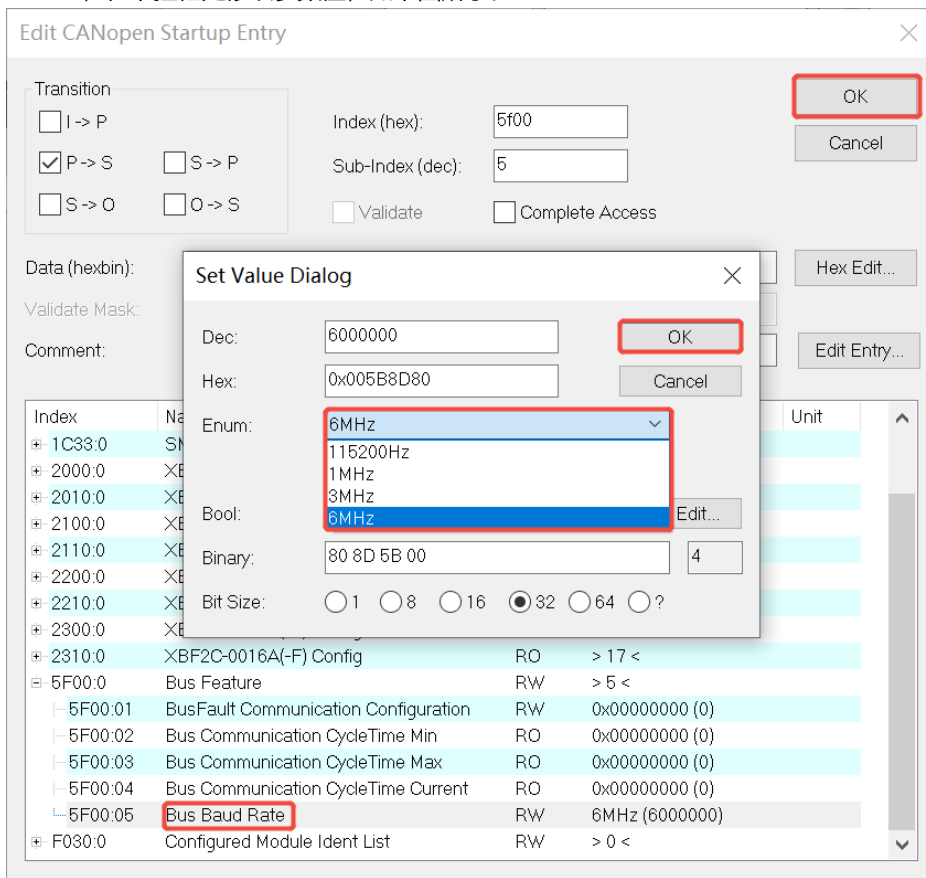 Edit CANopen Startup Entry
Transition
I -> P
P -> S
S -> P
S -> O
O -> S
Index (hex):
5f00
Sub-Index (dec):
5
Validate
Complete Access
OK
Cancel
Data (hexbin):
Hex Edit...
Validate Mask:
Comment:
Edit Entry...
Set Value Dialog
Dec:
6000000
OK
Hex:
0x005B8D80
Cancel
Enum:
6MHz
115200Hz
1MHz
3MHz
6MHz
Bool:
Edit...
Binary:
80 8D 5B 00
4
Bit Size:
1
8
16
32
64
?
Index
Unit
1C33:0
2000:0
2010:0
2100:0
2110:0
2200:0
2210:0
2300:0
2310:0 XBF2C-0016A(-F) Config RO > 17 <
5F00:0 Bus Feature RW > 5 <
5F00:01 BusFault Communication Configuration RW 0x00000000 (0)
5F00:02 Bus Communication CycleTime Min RO 0x00000000 (0)
5F00:03 Bus Communication CycleTime Max RO 0x00000000 (0)
5F00:04 Bus Communication CycleTime Current RO 0x00000000 (0)
5F00:05 Bus Baud Rate RW 6MHz (6000000)
F030:0 Configured Module Ident List RW > 0 <